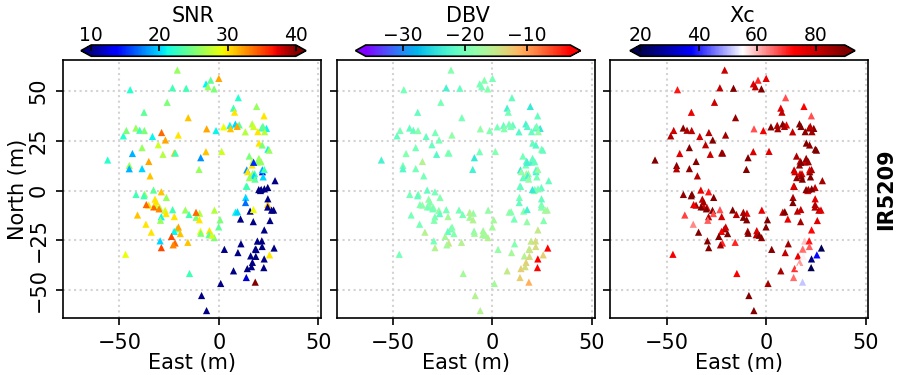 SNR DBV Xc
10 20 30 40 −30 −20 −10 20 40 60 80
50
25
0
−25
−50
North (m)
−50 0 50 −50 0 50 −50 0 50
East (m) East (m) East (m)
IR5209